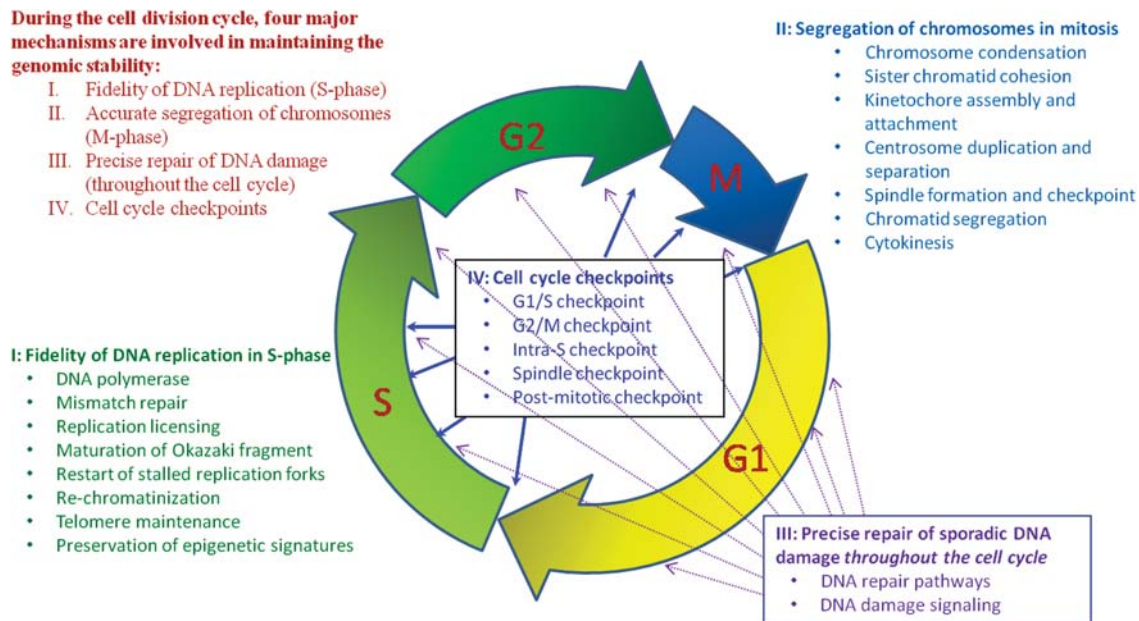 During the cell division cycle, four major
mechanisms are involved in maintaining the
genomic stability:
I. Fidelity of DNA replication (S-phase)
II. Accurate segregation of chromosomes
(M-phase)
III. Precise repair of DNA damage
(throughout the cell cycle)
IV. Cell cycle checkpoints
II: Segregation of chromosomes in mitosis
• Chromosome condensation
• Sister chromatid cohesion
• Kinetochore assembly and
attachment
• Centrosome duplication and
separation
• Spindle formation and checkpoint
• Chromatid segregation
• Cytokinesis
G2
M
IV: Cell cycle checkpoints
• G1/S checkpoint
• G2/M checkpoint
• Intra-S checkpoint
• Spindle checkpoint
• Post-mitotic checkpoint
S
G1
I: Fidelity of DNA replication in S-phase
• DNA polymerase
• Mismatch repair
• Replication licensing
• Maturation of Okazaki fragment
• Restart of stalled replication forks
• Re-chromatinization
• Telomere maintenance
• Preservation of epigenetic signatures
III: Precise repair of sporadic DNA
damage throughout the cell cycle
• DNA repair pathways
• DNA damage signaling